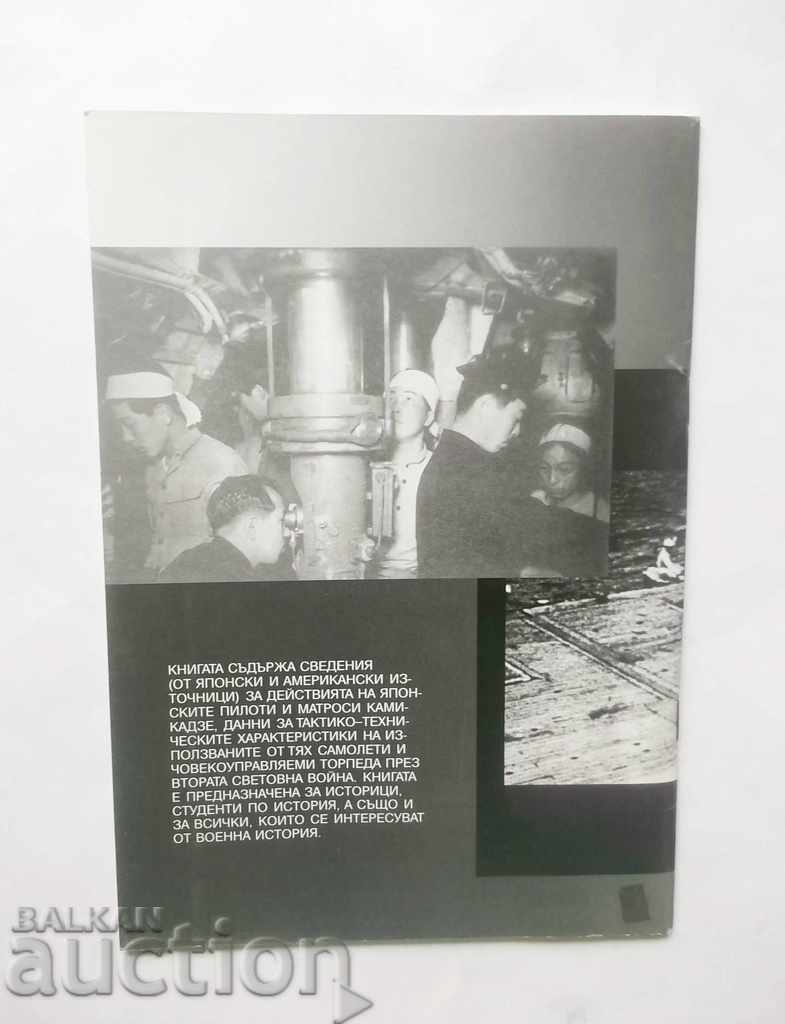 КНИГАТА СЪДЪРЖА СВЕДЕНИЯ
(ОТ ЯПОНСКИ И АМЕРИКАНСКИ ИЗ-
ТОЧНИЦИ) ЗА ДЕЙСТВИЯТА НА ЯПОН-
СКИТЕ ПИЛОТИ И МАТРОСИ КАМИ-
КАДЗЕ, ДАННИ ЗА ТАКТИКО–ТЕХНИ-
ЧЕСКИТЕ ХАРАКТЕРИСТИКИ НА ИЗ-
ПОЛЗВАНИТЕ ОТ ТЯХ САМОЛЕТИ И
ЧОВЕКОУПРАВЛЯЕМИ ТОРПЕДА ПРЕЗ
ВТОРАТА СВЕТОВНА ВОЙНА. КНИГАТА
Е ПРЕДНАЗНАЧЕНА ЗА ИСТОРИЦИ,
СТУДЕНТИ ПО ИСТОРИЯ, А СЪЩО И
ЗА ВСИЧКИ, КОИТО СЕ ИНТЕРЕСУВАТ
ОТ ВОЕННА ИСТОРИЯ.
BALKAN
auction